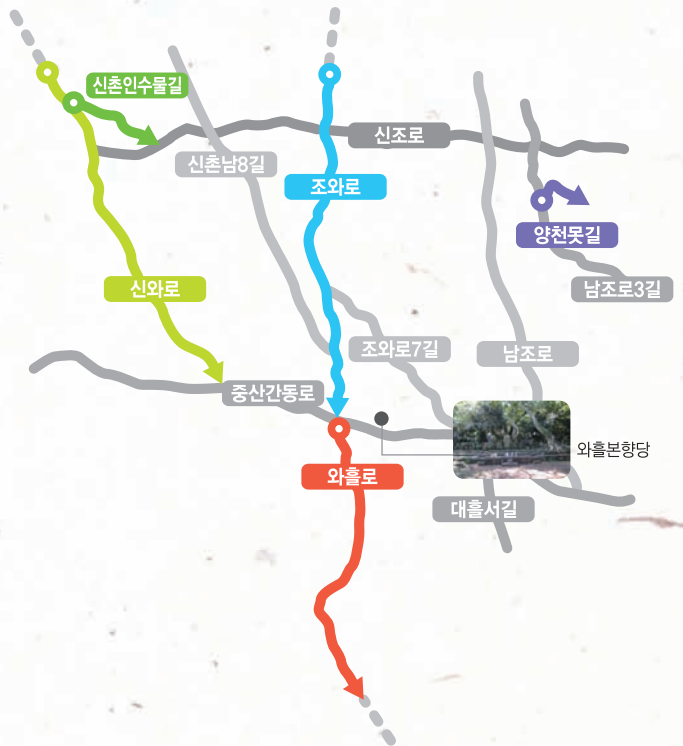 신촌인수물길
신조로
신촌남8길
조와로
양천못길
신와로
남조로3길
조와로7길
남조로
중산간동로
와흘본향당
와흘로
대흘서길